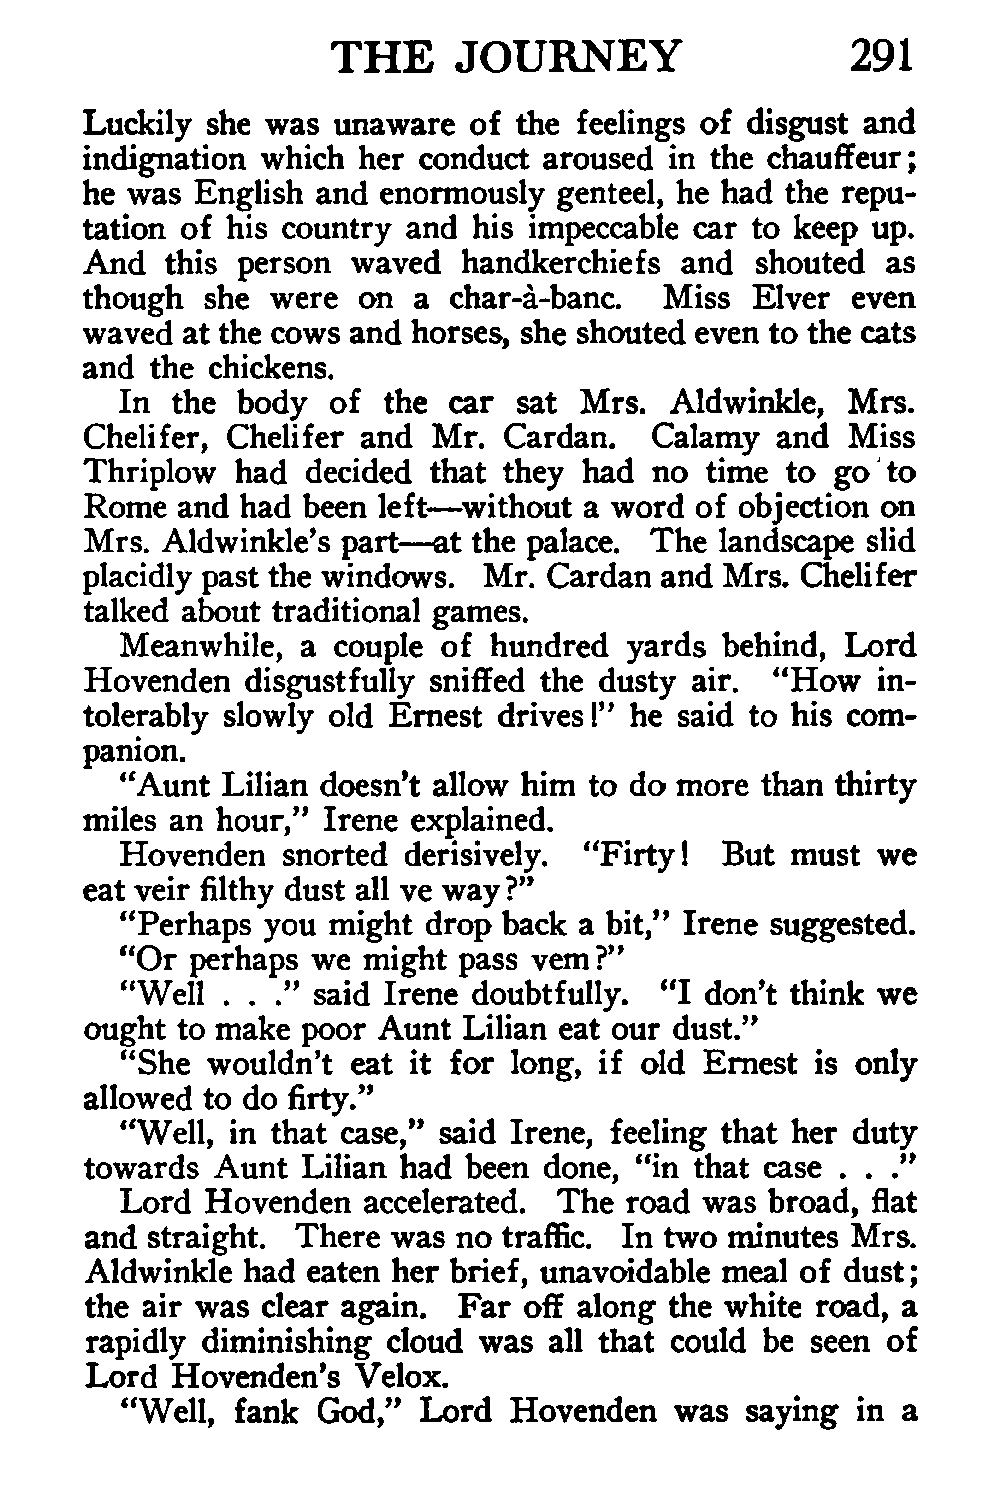 THE JOURNEY 291
Luckily she was unaware of the feelings of disgust and
indignation which her conduct aroused in the chauffeur;
he was English and enormously genteel, he had the repu-
tation of his country and his impeccable car to keep up.
And this person waved handkerchiefs and shouted as
though she were on a char-à-banc. Miss Elver even
waved at the cows and horses, she shouted even to the cats
and the chickens.
In the body of the car sat Mrs. Aldwinkle, Mrs.
Chelifer, Chelifer and Mr. Cardan. Calamy and Miss
Thriplow had decided that they had no time to go to
Rome and had been left—without a word of objection on
Mrs. Aldwinkle's part—at the palace. The landscape slid
placidly past the windows. Mr. Cardan and Mrs. Chelifer
talked about traditional games.
Meanwhile, a couple of hundred yards behind, Lord
Hovenden disgustfully sniffed the dusty air. "How in-
tolerably slowly old Ernest drives!" he said to his com-
panion.
"Aunt Lilian doesn't allow him to do more than thirty
miles an hour," Irene explained.
Hovenden snorted derisively. "Firty! But must we
eat veir filthy dust all ve way?"
"Perhaps you might drop back a bit," Irene suggested.
"Or perhaps we might pass vem?"
"Well . . ." said Irene doubtfully. "I don't think we
ought to make poor Aunt Lilian eat our dust."
"She wouldn't eat it for long, if old Ernest is only
allowed to do firty."
"Well, in that case," said Irene, feeling that her duty
towards Aunt Lilian had been done, "in that case . . ."
Lord Hovenden accelerated. The road was broad, flat
and straight. There was no traffic. In two minutes Mrs.
Aldwinkle had eaten her brief, unavoidable meal of dust;
the air was clear again. Far off along the white road, a
rapidly diminishing cloud was all that could be seen of
Lord Hovenden's Velox.
"Well, fank God," Lord Hovenden was saying in a